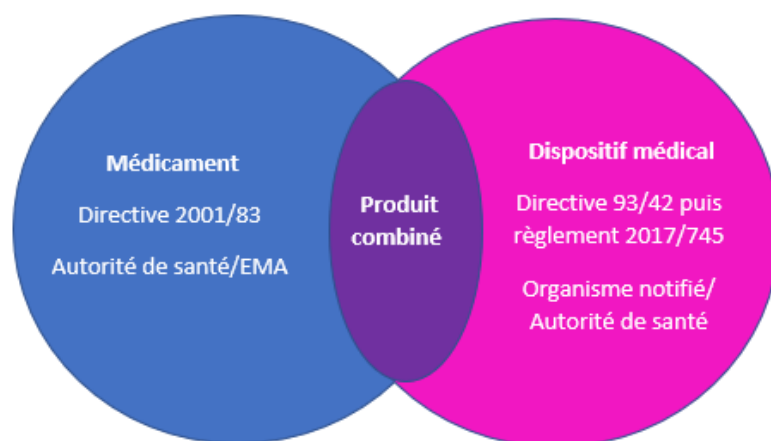 Médicament
Directive 2001/83
Autorité de santé/EMA
Produit
combiné
Dispositif médical
Directive 93/42 puis
règlement 2017/745
Organisme notifié/
Autorité de santé